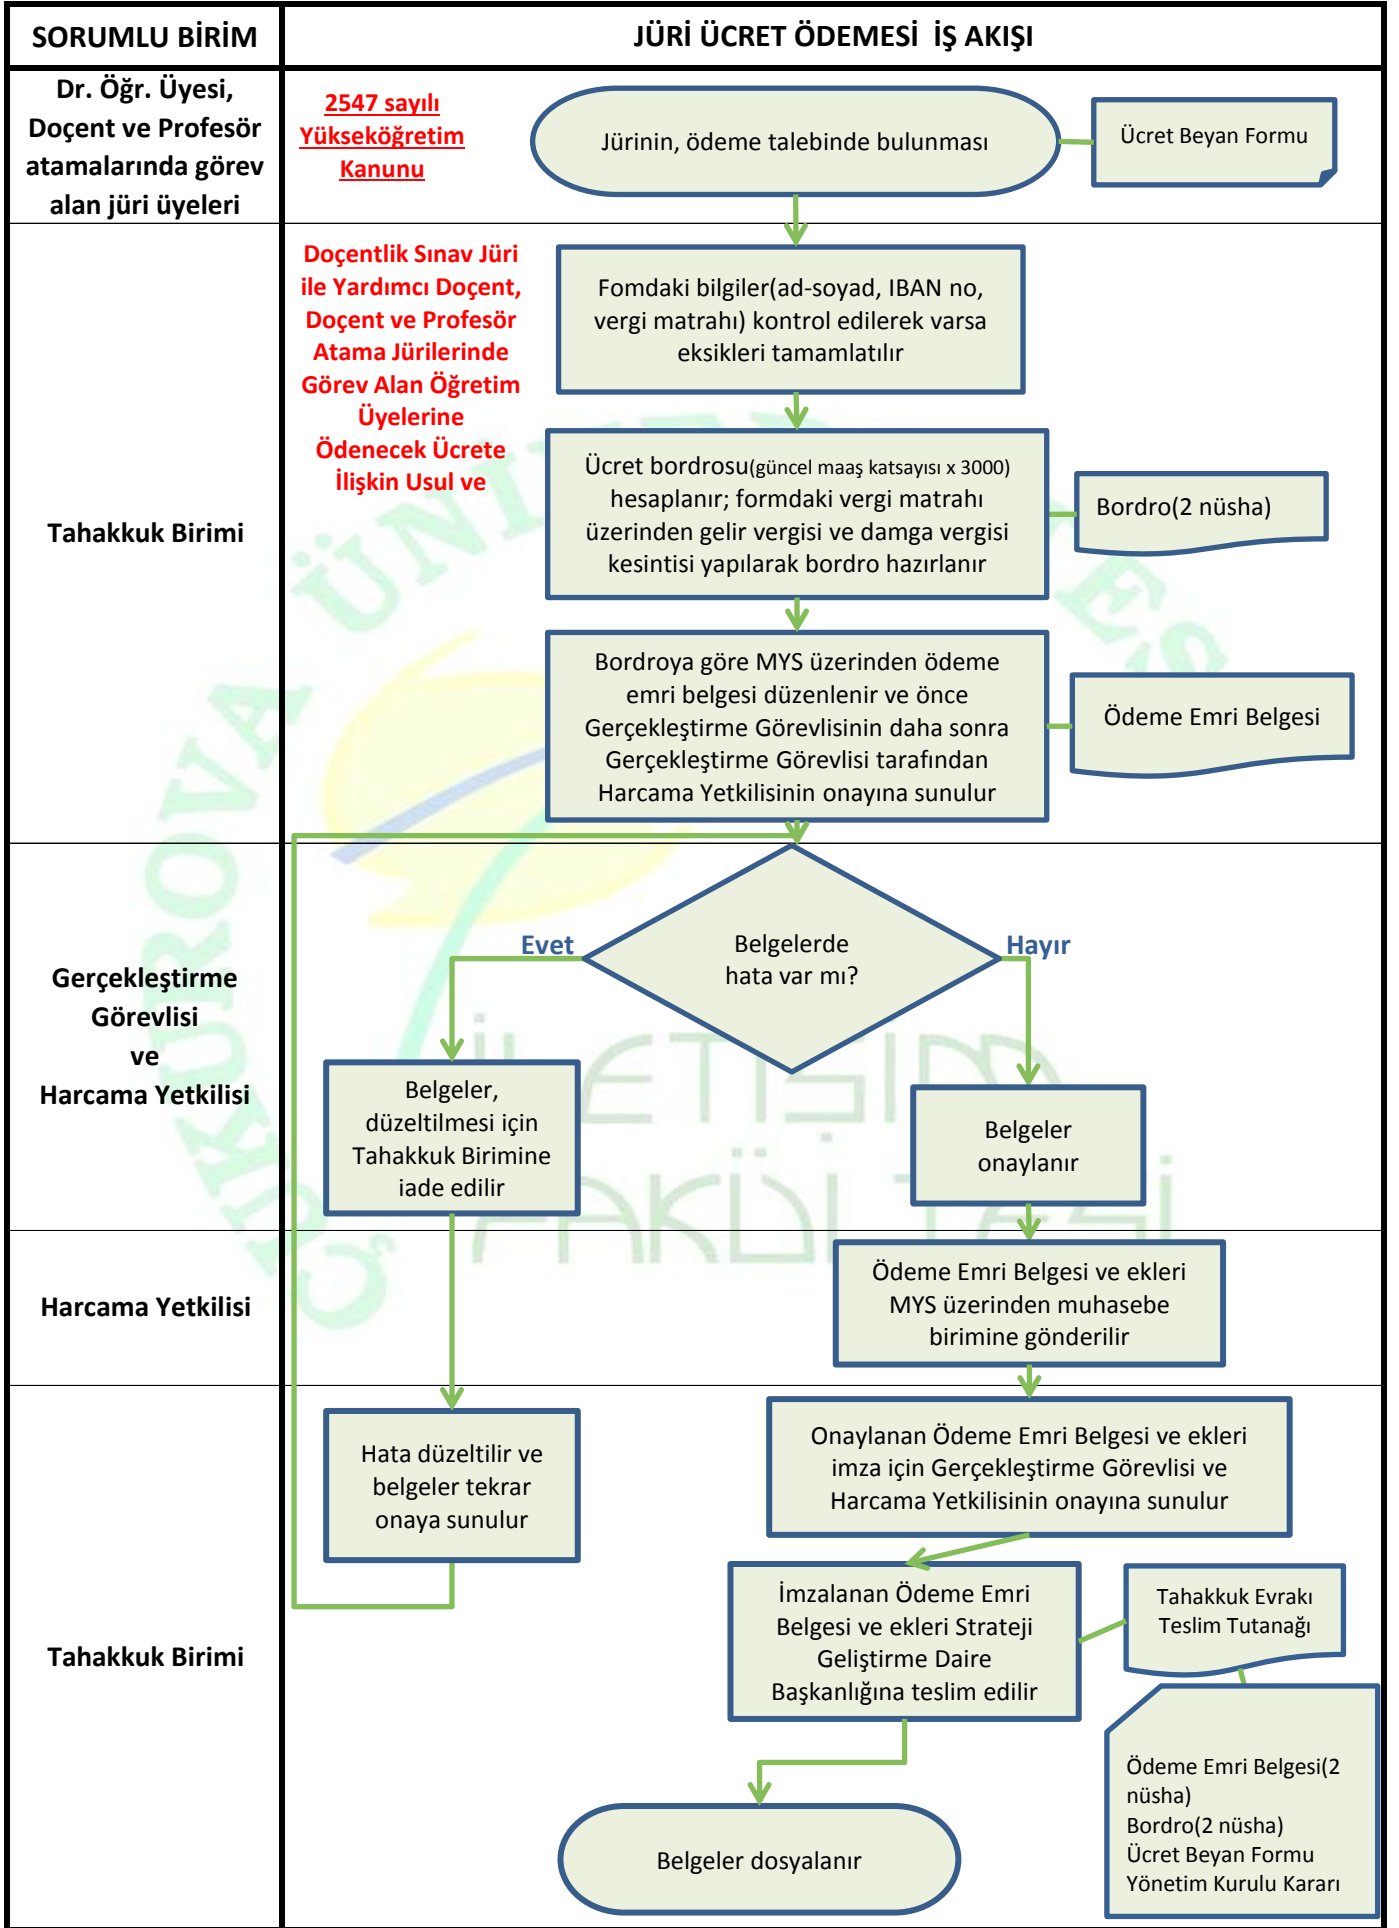 SORUMLU BİRİM
JÜRİ ÜCRET ÖDEMESİ İŞ AKIŞI
Dr. Öğr. Üyesi,
Doçent ve Profesör
atamalarında görev
alan jüri üyeleri
2547 sayılı
Yükseköğretim
Kanunu
Jürinin, ödeme talebinde bulunması
Ücret Beyan Formu
Tahakkuk Birimi
Doçentlik Sınav Jüri
ile Yardımcı Doçent,
Doçent ve Profesör
Atama Jürilerinde
Görev Alan Öğretim
Üyelerine
Ödenecek Ücrete
İlişkin Usul ve
Fomdaki bilgiler(ad-soyad, IBAN no,
vergi matrahı) kontrol edilerek varsa
eksikleri tamamlatılır
Ücret bordrosu(güncel maaş katsayısı x 3000)
hesaplanır; formdaki vergi matrahı
üzerinden gelir vergisi ve damga vergisi
kesintisi yapılarak bordro hazırlanır
Bordro(2 nüsha)
Bordroya göre MYS üzerinden ödeme
emri belgesi düzenlenir ve önce
Gerçekleştirme Görevlisinin daha sonra
Gerçekleştirme Görevlisi tarafından
Harcama Yetkilisinin onayına sunulur
Ödeme Emri Belgesi
Gerçekleştirme
Görevlisi
ve
Harcama Yetkilisi
Evet
Belgelerde
hata var mı?
Hayır
Belgeler,
düzeltilmesi için
Tahakkuk Birimine
iade edilir
Belgeler
onaylanır
Harcama Yetkilisi
Ödeme Emri Belgesi ve ekleri
MYS üzerinden muhasebe
birimine gönderilir
Tahakkuk Birimi
Hata düzeltilir ve
belgeler tekrar
onaya sunulur
Onaylanan Ödeme Emri Belgesi ve ekleri
imza için Gerçekleştirme Görevlisi ve
Harcama Yetkilisinin onayına sunulur
İmzalanan Ödeme Emri
Belgesi ve ekleri Strateji
Geliştirme Daire
Başkanlığına teslim edilir
Tahakkuk Evrakı
Teslim Tutanağı
Ödeme Emri Belgesi(2
nüsha)
Bordro(2 nüsha)
Ücret Beyan Formu
Yönetim Kurulu Kararı
Belgeler dosyalanır
ÇUKUROVA ÜNİVERSİTESİ
İLETİŞİM
FAKÜLTESİ